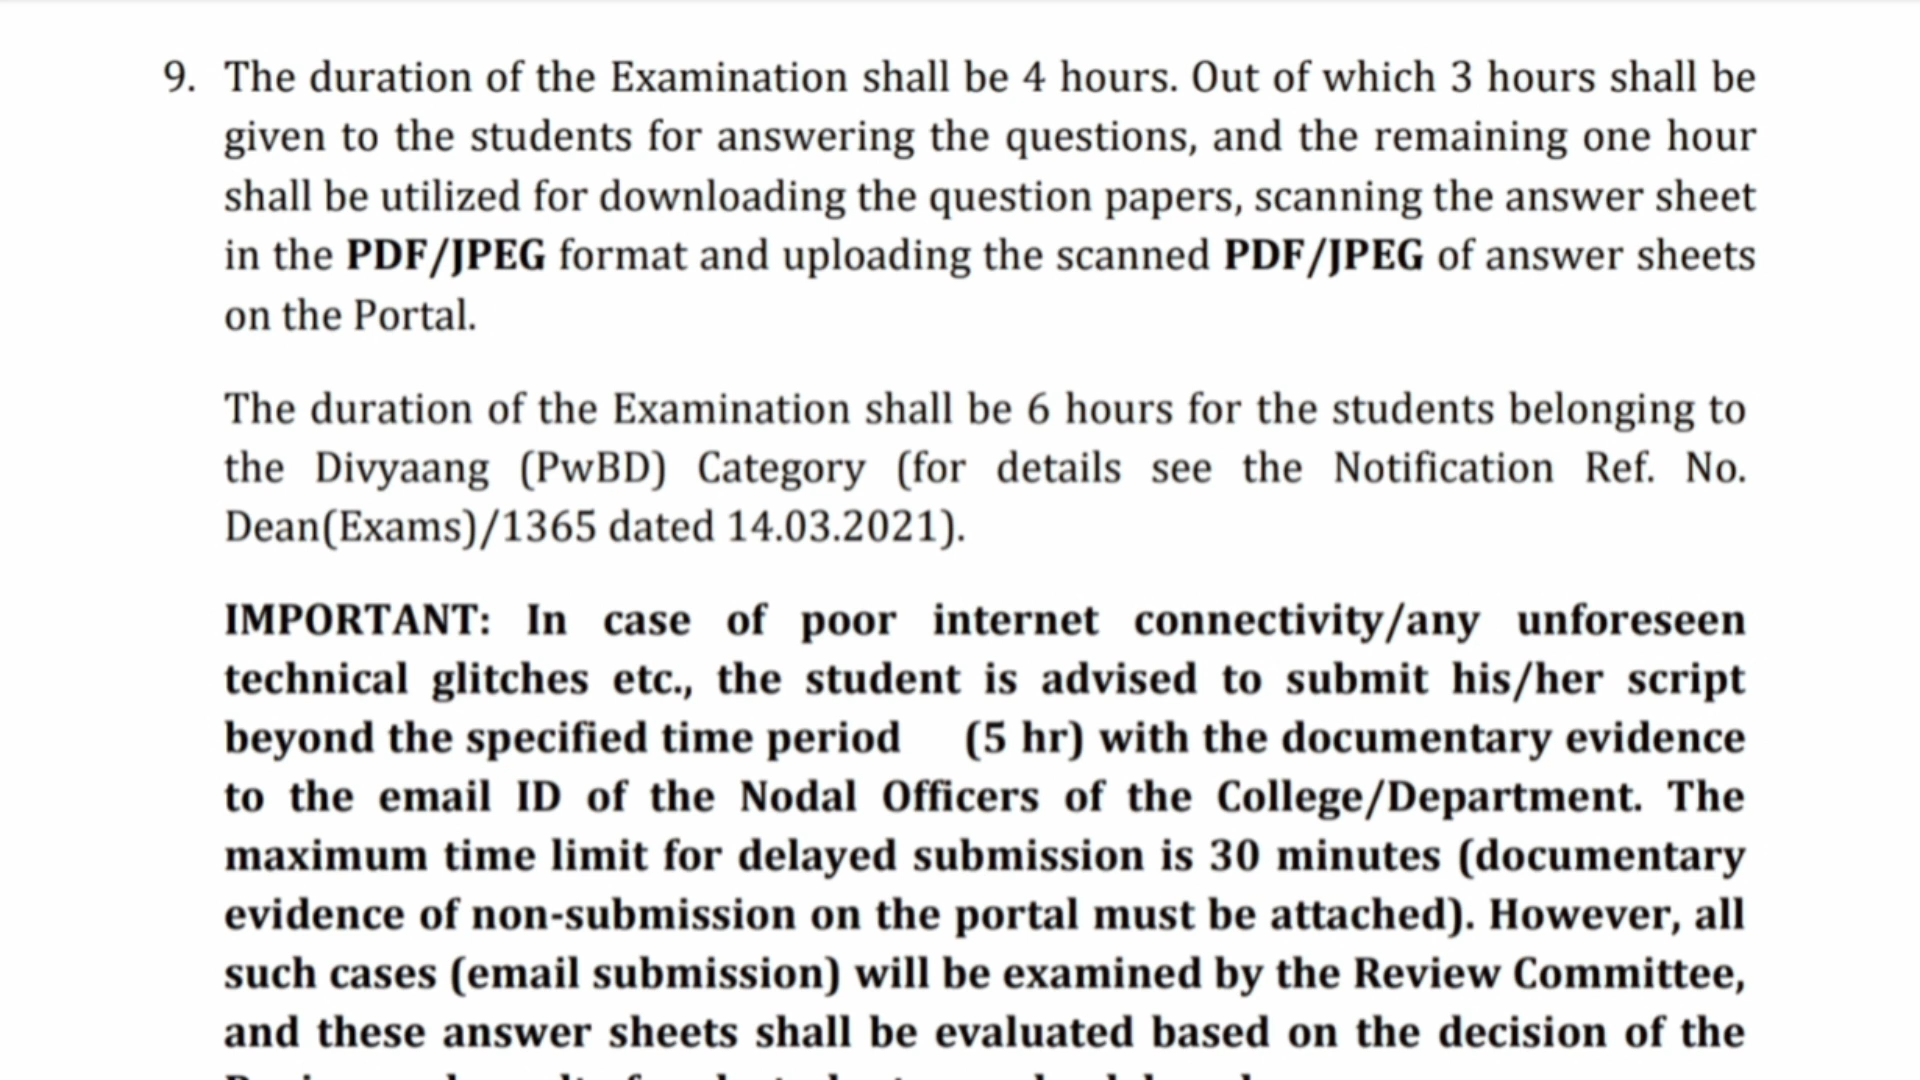 9. The duration of the Examination shall be 4 hours. Out of which 3 hours shall be
given to the students for answering the questions, and the remaining one hour
shall be utilized for downloading the question papers, scanning the answer sheet
in the PDF/JPEG format and uploading the scanned PDF/JPEG of answer sheets
on the Portal.
The duration of the Examination shall be 6 hours for the students belonging to
the Divyaang (PwBD) Category (for details see the Notification Ref. No.
Dean(Exams)/1365 dated 14.03.2021).
IMPORTANT: In case of poor internet connectivity/any unforeseen
technical glitches etc., the student is advised to submit his/her script
beyond the specified time period (5 hr) with the documentary evidence
to the email ID of the Nodal Officers of the College/Department. The
maximum time limit for delayed submission is 30 minutes (documentary
evidence of non-submission on the portal must be attached). However, all
such cases (email submission) will be examined by the Review Committee,
and these answer sheets shall be evaluated based on the decision of the